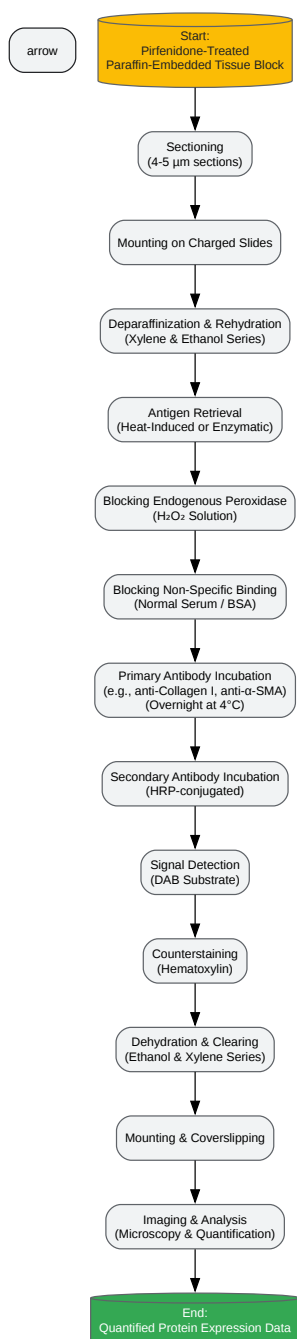 arrow
Start:
Pirfenidone-Treated
Paraffin-Embedded Tissue Block
Sectioning
(4-5 µm sections)
Mounting on Charged Slides
Deparaffinization & Rehydration
(Xylene & Ethanol Series)
Antigen Retrieval
(Heat-Induced or Enzymatic)
Blocking Endogenous Peroxidase
(H₂O₂ Solution)
Blocking Non-Specific Binding
(Normal Serum / BSA)
Primary Antibody Incubation
(e.g., anti-Collagen I, anti-α-SMA)
(Overnight at 4°C)
Secondary Antibody Incubation
(HRP-conjugated)
Signal Detection
(DAB Substrate)
Counterstaining
(Hematoxylin)
Dehydration & Clearing
(Ethanol & Xylene Series)
Mounting & Coverslipping
Imaging & Analysis
(Microscopy & Quantification)
End:
Quantified Protein Expression Data